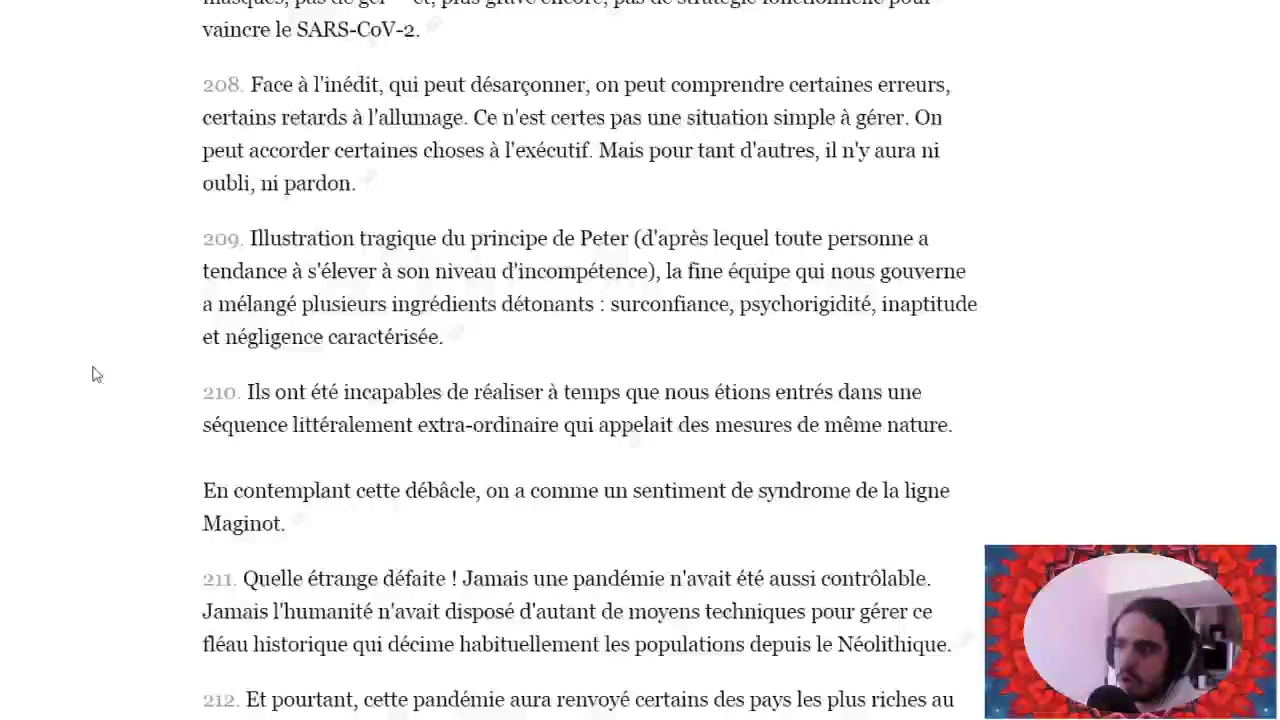 vaincre le SARS-CoV-2.
208. Face à l'inédit, qui peut désarçonner, on peut comprendre certaines erreurs,
certains retards à l'allumage. Ce n'est certes pas une situation simple à gérer. On
peut accorder certaines choses à l'exécutif. Mais pour tant d'autres, il n'y aura ni
oubli, ni pardon.
209. Illustration tragique du principe de Peter (d'après lequel toute personne a
tendance à s'élever à son niveau d'incompétence), la fine équipe qui nous gouverne
a mélangé plusieurs ingrédients détonants : surconfiance, psychorigidité, inaptitude
et négligence caractérisée.
210. Ils ont été incapables de réaliser à temps que nous étions entrés dans une
séquence littéralement extra-ordinaire qui appelait des mesures de même nature.
En contemplant cette débâcle, on a comme un sentiment de syndrome de la ligne
Maginot.
211. Quelle étrange défaite ! Jamais une pandémie n'avait été aussi contrôlable.
Jamais l'humanité n'avait disposé d'autant de moyens techniques pour gérer ce
fléau historique qui décime habituellement les populations depuis le Néolithique.
212. Et pourtant, cette pandémie aura renvoyé certains des pays les plus riches au